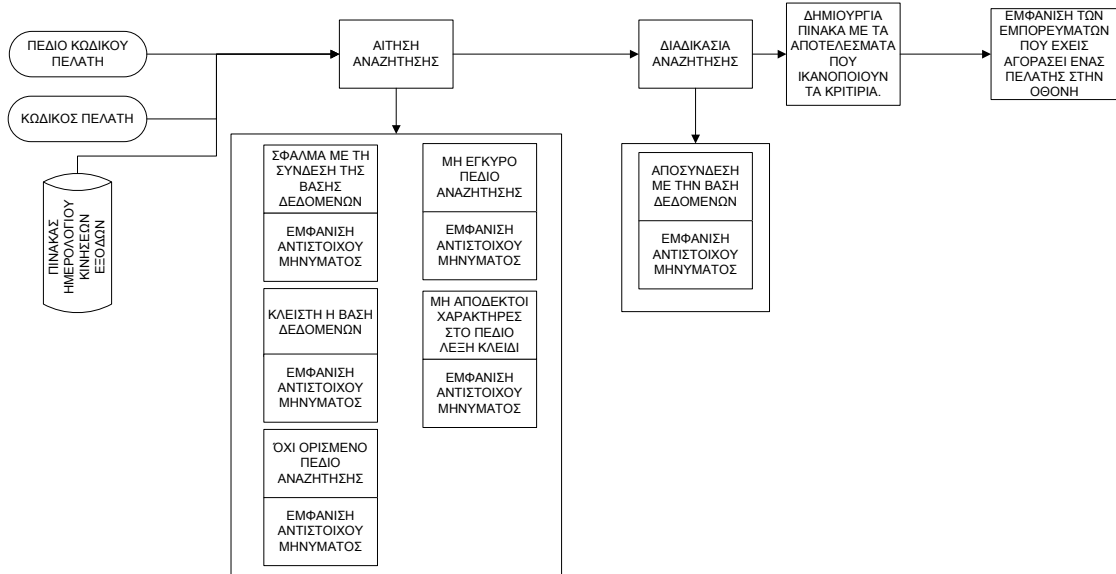 ΠΕΔΙΟ ΚΩΔΙΚΟΥ
ΠΕΛΑΤΗ
ΚΩΔΙΚΟΣ ΠΕΛΑΤΗ
ΠΙΝΑΚΑΣ
ΗΜΕΡΟΛΟΓΙΟΥ
ΚΙΝΗΣΕΩΝ
ΕΞΟΔΩΝ
ΑΙΤΗΣΗ
ΑΝΑΖΗΤΗΣΗΣ
ΔΙΑΔΙΚΑΣΙΑ
ΑΝΑΖΗΤΗΣΗΣ
ΔΗΜΙΟΥΡΓΙΑ
ΠΙΝΑΚΑ ΜΕ ΤΑ
ΑΠΟΤΕΛΕΣΜΑΤΑ
ΠΟΥ
ΙΚΑΝΟΠΟΙΟΥΝ
ΤΑ ΚΡΙΤΙΡΙΑ.
ΕΜΦΑΝΙΣΗ ΤΩΝ
ΕΜΠΟΡΕΥΜΑΤΩΝ
ΠΟΥ ΕΧΕΙΣ
ΑΓΟΡΑΣΕΙ ΕΝΑΣ
ΠΕΛΑΤΗΣ ΣΤΗΝ
ΟΘΟΝΗ
ΣΦΑΛΜΑ ΜΕ ΤΗ
ΣΥΝΔΕΣΗ ΤΗΣ
ΒΑΣΗΣ
ΔΕΔΟΜΕΝΩΝ
ΕΜΦΑΝΙΣΗ
ΑΝΤΙΣΤΟΙΧΟΥ
ΜΗΝΥΜΑΤΟΣ
ΚΛΕΙΣΤΗ Η ΒΑΣΗ
ΔΕΔΟΜΕΝΩΝ
ΕΜΦΑΝΙΣΗ
ΑΝΤΙΣΤΟΙΧΟΥ
ΜΗΝΥΜΑΤΟΣ
ΌΧΙ ΟΡΙΣΜΕΝΟ
ΠΕΔΙΟ
ΑΝΑΖΗΤΗΣΗΣ
ΕΜΦΑΝΙΣΗ
ΑΝΤΙΣΤΟΙΧΟΥ
ΜΗΝΥΜΑΤΟΣ
ΜΗ ΕΓΚΥΡΟ
ΠΕΔΙΟ
ΑΝΑΖΗΤΗΣΗΣ
ΕΜΦΑΝΙΣΗ
ΑΝΤΙΣΤΟΙΧΟΥ
ΜΗΝΥΜΑΤΟΣ
ΜΗ ΑΠΟΔΕΚΤΟΙ
ΧΑΡΑΚΤΗΡΕΣ
ΣΤΟ ΠΕΔΙΟ
ΛΕΞΗ ΚΛΕΙΔΙ
ΕΜΦΑΝΙΣΗ
ΑΝΤΙΣΤΟΙΧΟΥ
ΜΗΝΥΜΑΤΟΣ
ΑΠΟΣΥΝΔΕΣΗ
ΜΕ ΤΗΝ ΒΑΣΗ
ΔΕΔΟΜΕΝΩΝ
ΕΜΦΑΝΙΣΗ
ΑΝΤΙΣΤΟΙΧΟΥ
ΜΗΝΥΜΑΤΟΣ